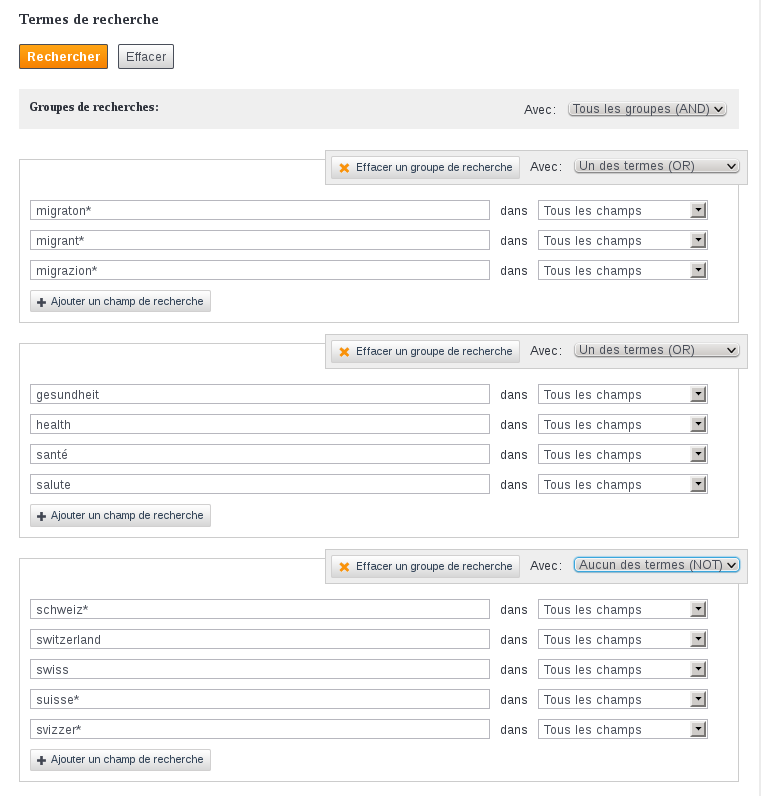 Termes de recherche
Rechercher Effacer
Groupes de recherches: Avec: Tous les groupes (AND)
Effacer un groupe de recherche Avec: Un des termes (OR)
migraton* dans Tous les champs
migrant* dans Tous les champs
migrazion* dans Tous les champs
Ajouter un champ de recherche
Effacer un groupe de recherche Avec: Un des termes (OR)
gesundheit dans Tous les champs
health dans Tous les champs
santé dans Tous les champs
salute dans Tous les champs
Ajouter un champ de recherche
Effacer un groupe de recherche Avec: Aucun des termes (NOT)
schweiz* dans Tous les champs
switzerland dans Tous les champs
swiss dans Tous les champs
suisse* dans Tous les champs
svizzer* dans Tous les champs
Ajouter un champ de recherche